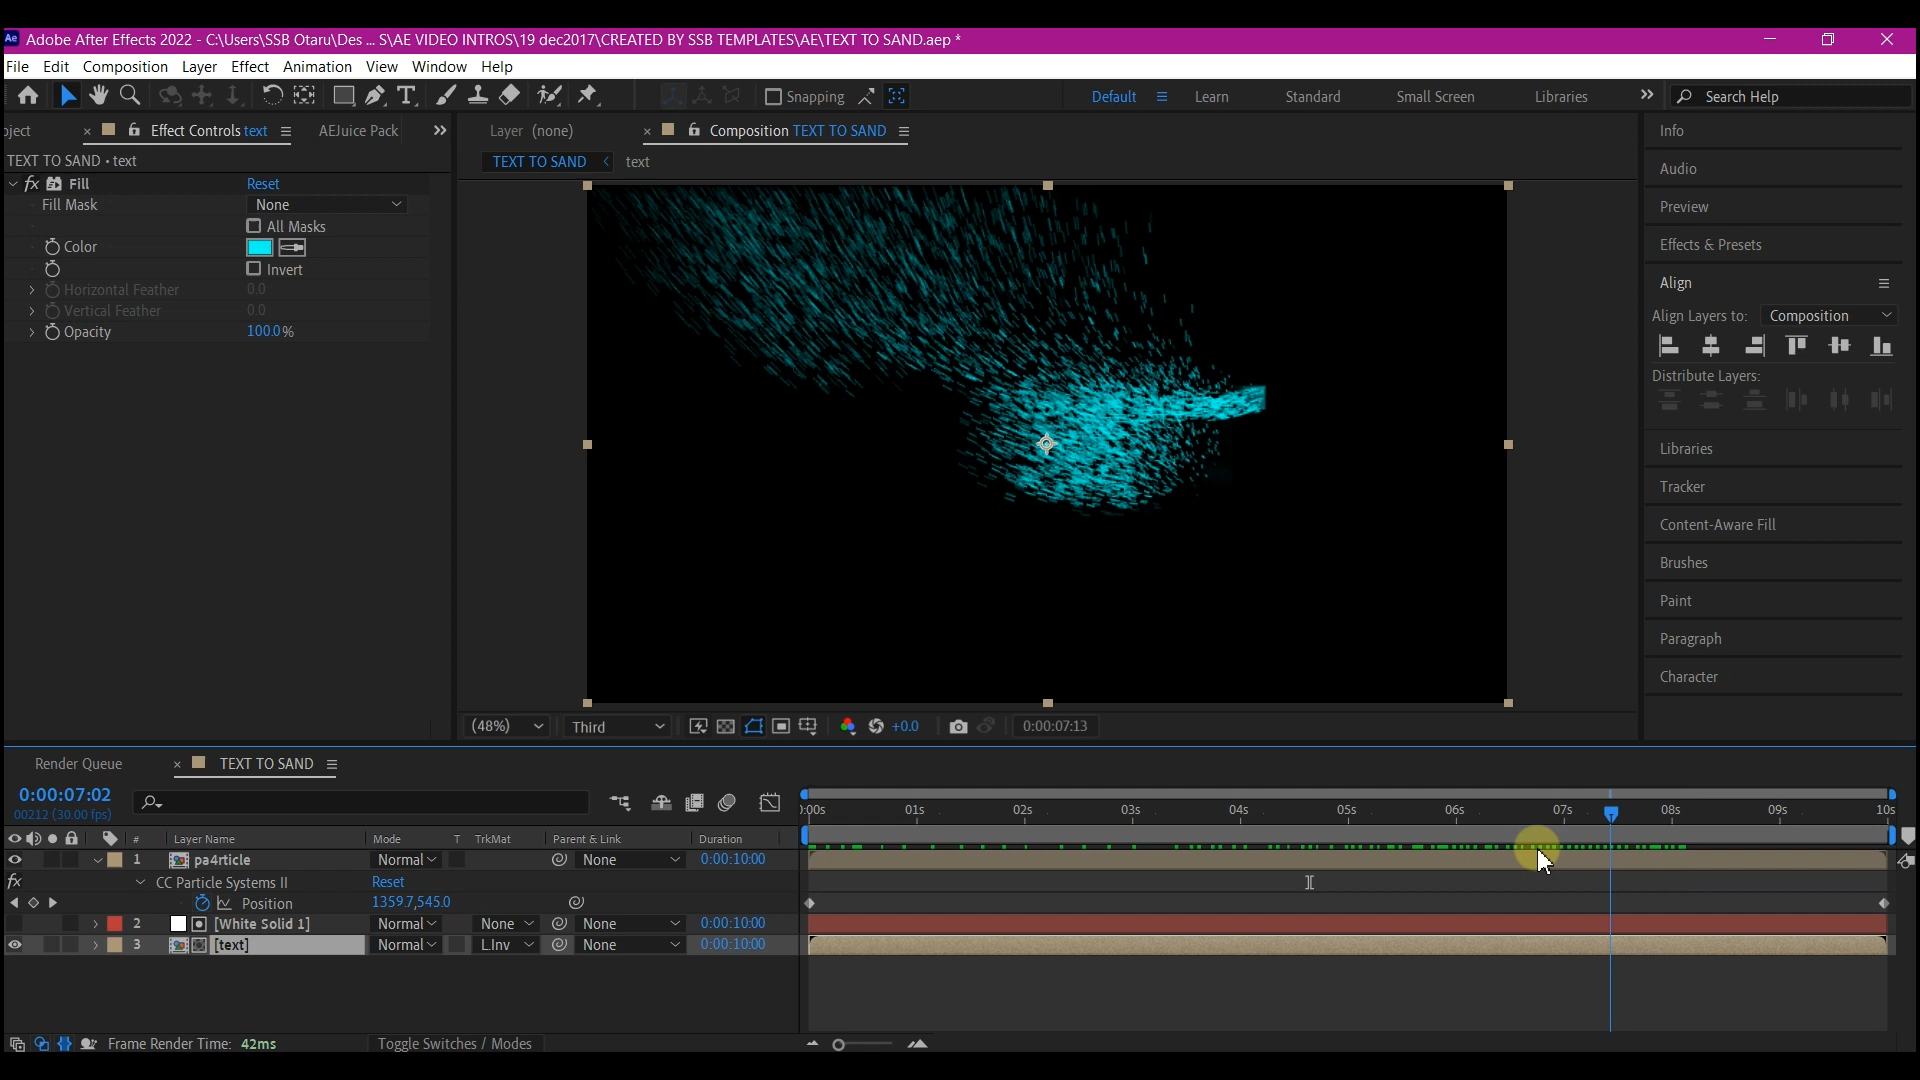 Ae Adobe After Effects 2022 - C:\Users\SSB Otaru\Des ... S\AE VIDEO INTROS\19 dec2017\CREATED BY SSB TEMPLATES\AE\TEXT TO SAND.aep *
File Edit Composition Layer Effect Animation View Window Help
Snapping Default Learn Standard Small Screen Libraries Search Help
oject Effect Controls text AEJuice Pack Layer (none) Composition TEXT TO SAND Info
TEXT TO SAND • text TEXT TO SAND text
Audio
fx Fill Reset
Fill Mask None Preview
All Masks
Color Effects & Presets
Invert
Horizontal Feather 0.0 Align
Vertical Feather 0.0 Align Layers to: Composition
Opacity 100.0%
Distribute Layers:
Libraries
Tracker
Content-Aware Fill
Brushes
Paint
Paragraph
Character
(48%) Third +0.0 0:00:07:13
Render Queue TEXT TO SAND
0:00:07:02
00212 (30.00 fps) ):00s 01s 02s 03s 04s 05s 06s 07s 08s 09s 10s
# Layer Name Mode T TrkMat Parent & Link Duration
1 pa4rticle Normal None 0:00:10:00
fx CC Particle Systems II Reset
Position 1359.7,545.0
2 [White Solid 1] Normal None None 0:00:10:00
3 [text] Normal L.Inv None 0:00:10:00
Frame Render Time: 42ms Toggle Switches / Modes